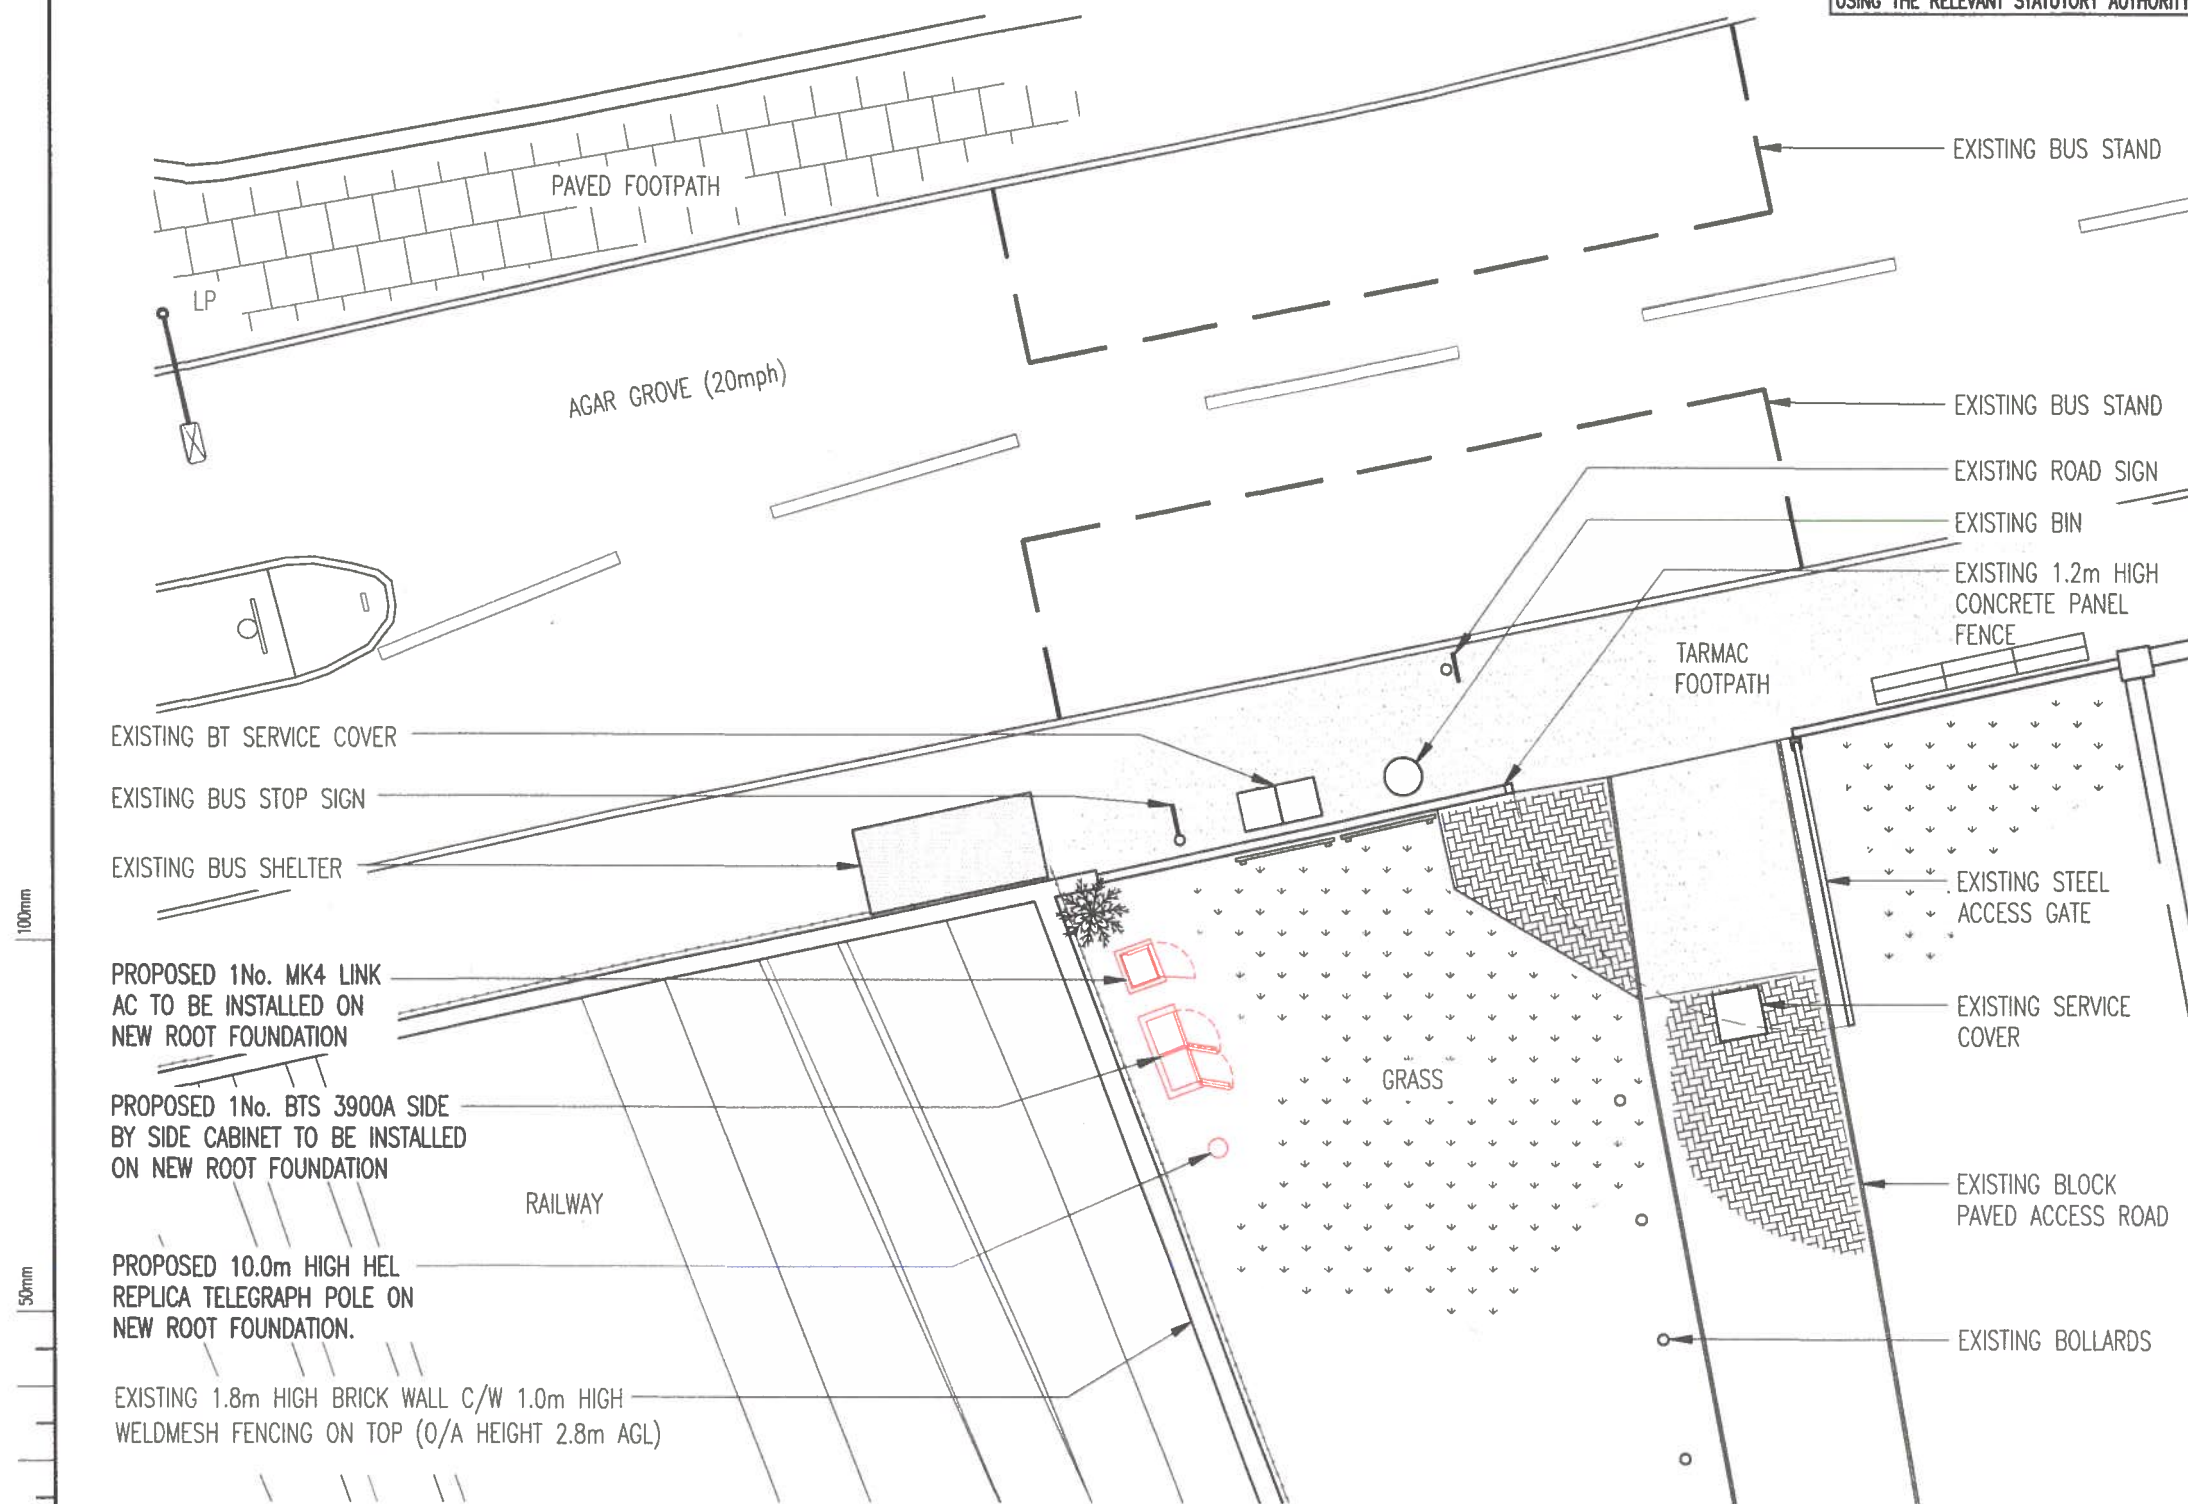 USING THE RELEVANT STATUTORY AUTHORITY
EXISTING BUS STAND
PAVED FOOTPATH
LP
AGAR GROVE (20mph)
EXISTING BUS STAND
EXISTING ROAD SIGN
EXISTING BIN
EXISTING 1.2m HIGH
CONCRETE PANEL
FENCE
TARMAC
FOOTPATH
EXISTING BT SERVICE COVER
EXISTING BUS STOP SIGN
EXISTING BUS SHELTER
EXISTING STEEL
ACCESS GATE
100mm
PROPOSED 1No. MK4 LINK
AC TO BE INSTALLED ON
NEW ROOT FOUNDATION
EXISTING SERVICE
COVER
GRASS
PROPOSED 1No. BTS 3900A SIDE
BY SIDE CABINET TO BE INSTALLED
ON NEW ROOT FOUNDATION
RAILWAY
EXISTING BLOCK
PAVED ACCESS ROAD
PROPOSED 10.0m HIGH HEL
REPLICA TELEGRAPH POLE ON
NEW ROOT FOUNDATION.
50mm
EXISTING BOLLARDS
EXISTING 1.8m HIGH BRICK WALL C/W 1.0m HIGH
WELDMESH FENCING ON TOP (O/A HEIGHT 2.8m AGL)